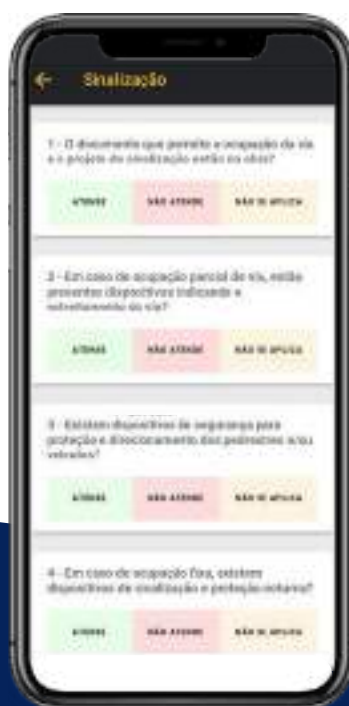 Sinalização
1 - O documento que permite a ocupação da via
e o projeto de sinalização estão na obra?
ATENDE NÃO ATENDE NÃO SE APLICA
2 - Em caso de ocupação parcial de via, estão
presentes dispositivos indicando o
estreitamento da via?
ATENDE NÃO ATENDE NÃO SE APLICA
3 - Existem dispositivos de segurança para
proteção e direcionamento dos pedestres e/ou
veículos?
ATENDE NÃO ATENDE NÃO SE APLICA
4 - Em caso de ocupação fixa, existem
dispositivos de sinalização e proteção noturna?
ATENDE NÃO ATENDE NÃO SE APLICA